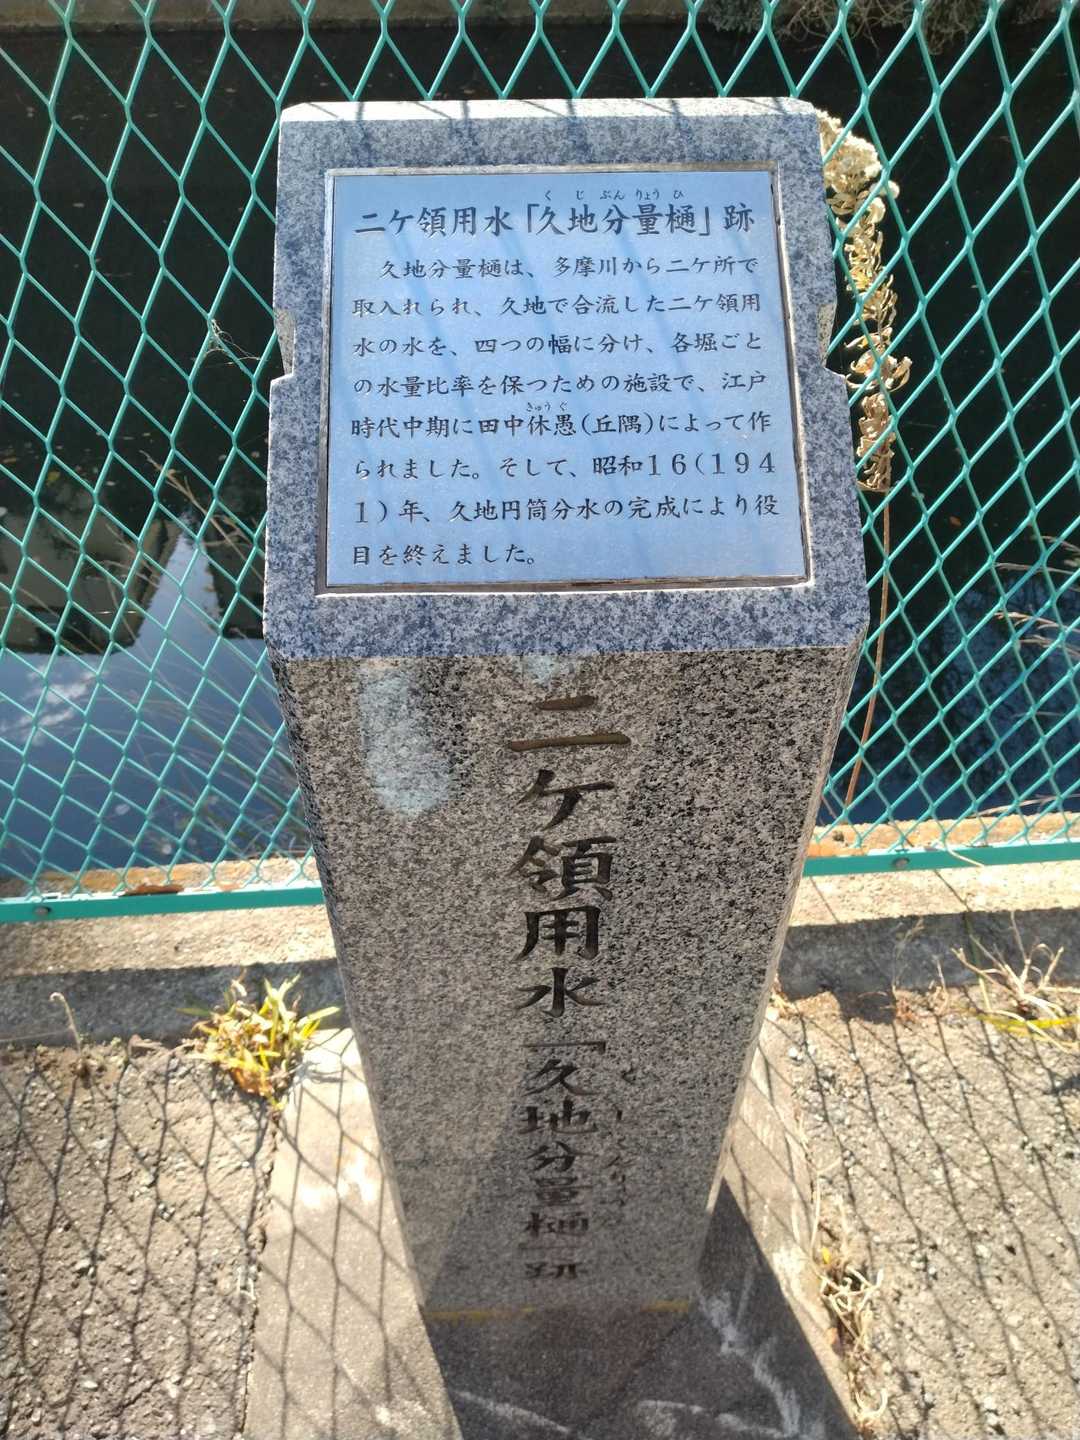 二ケ領用水「久地分量樋」跡
くじぶんりょうひ
久地分量樋は、多摩川から二ケ所で
取入れられ、久地で合流した二ケ領用
水の水を、四つの幅に分け、各堀ごと
の水量比率を保つための施設で、江戸
時代中期に田中休愚(丘隅)によって作
きゅうぐ
られました。そして、昭和16(194
1)年、久地円筒分水の完成により役
目を終えました。
二ケ領用水「久地分量樋」跡